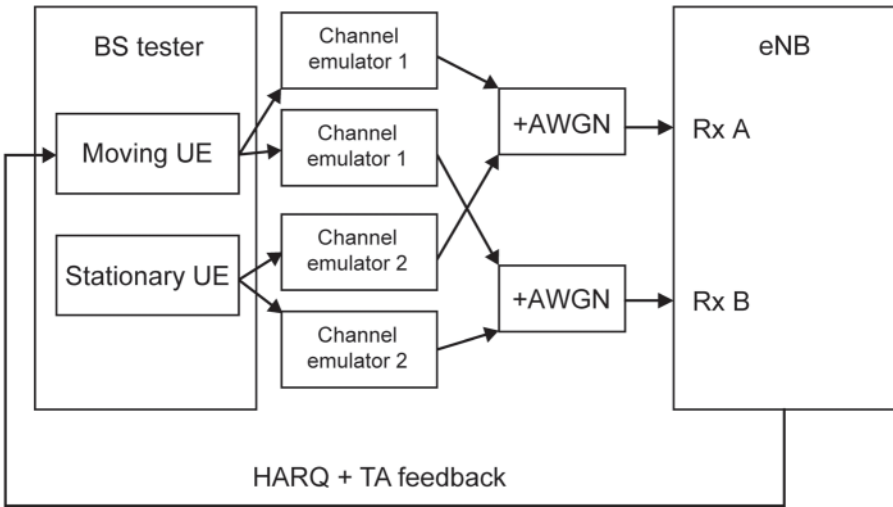 BS tester
Moving UE
Stationary UE
Channel
emulator 1
Channel
emulator 1
Channel
emulator 2
Channel
emulator 2
+AWGN
+AWGN
eNB
Rx A
Rx B
HARQ + TA feedback